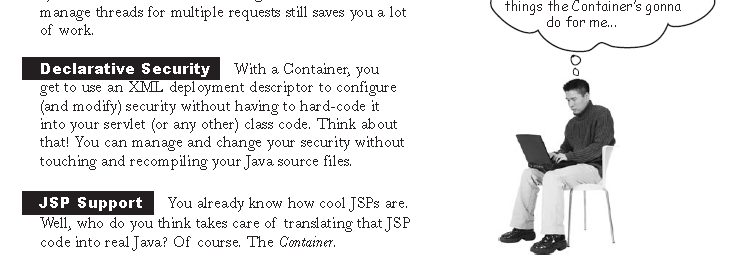 manage threads for multiple requests still saves you a lot
of work.
Declarative Security With a Container, you
get to use an XML deployment descriptor to configure
(and modify) security without having to hard-code it
into your servlet (or any other) class code. Think about
that! You can manage and change your security without
touching and recompiling your Java source files.
JSP Support You already know how cool JSPs are.
Well, who do you think takes care of translating that JSP
code into real Java? Of course. The Container.
things the Container's gonna
do for me...